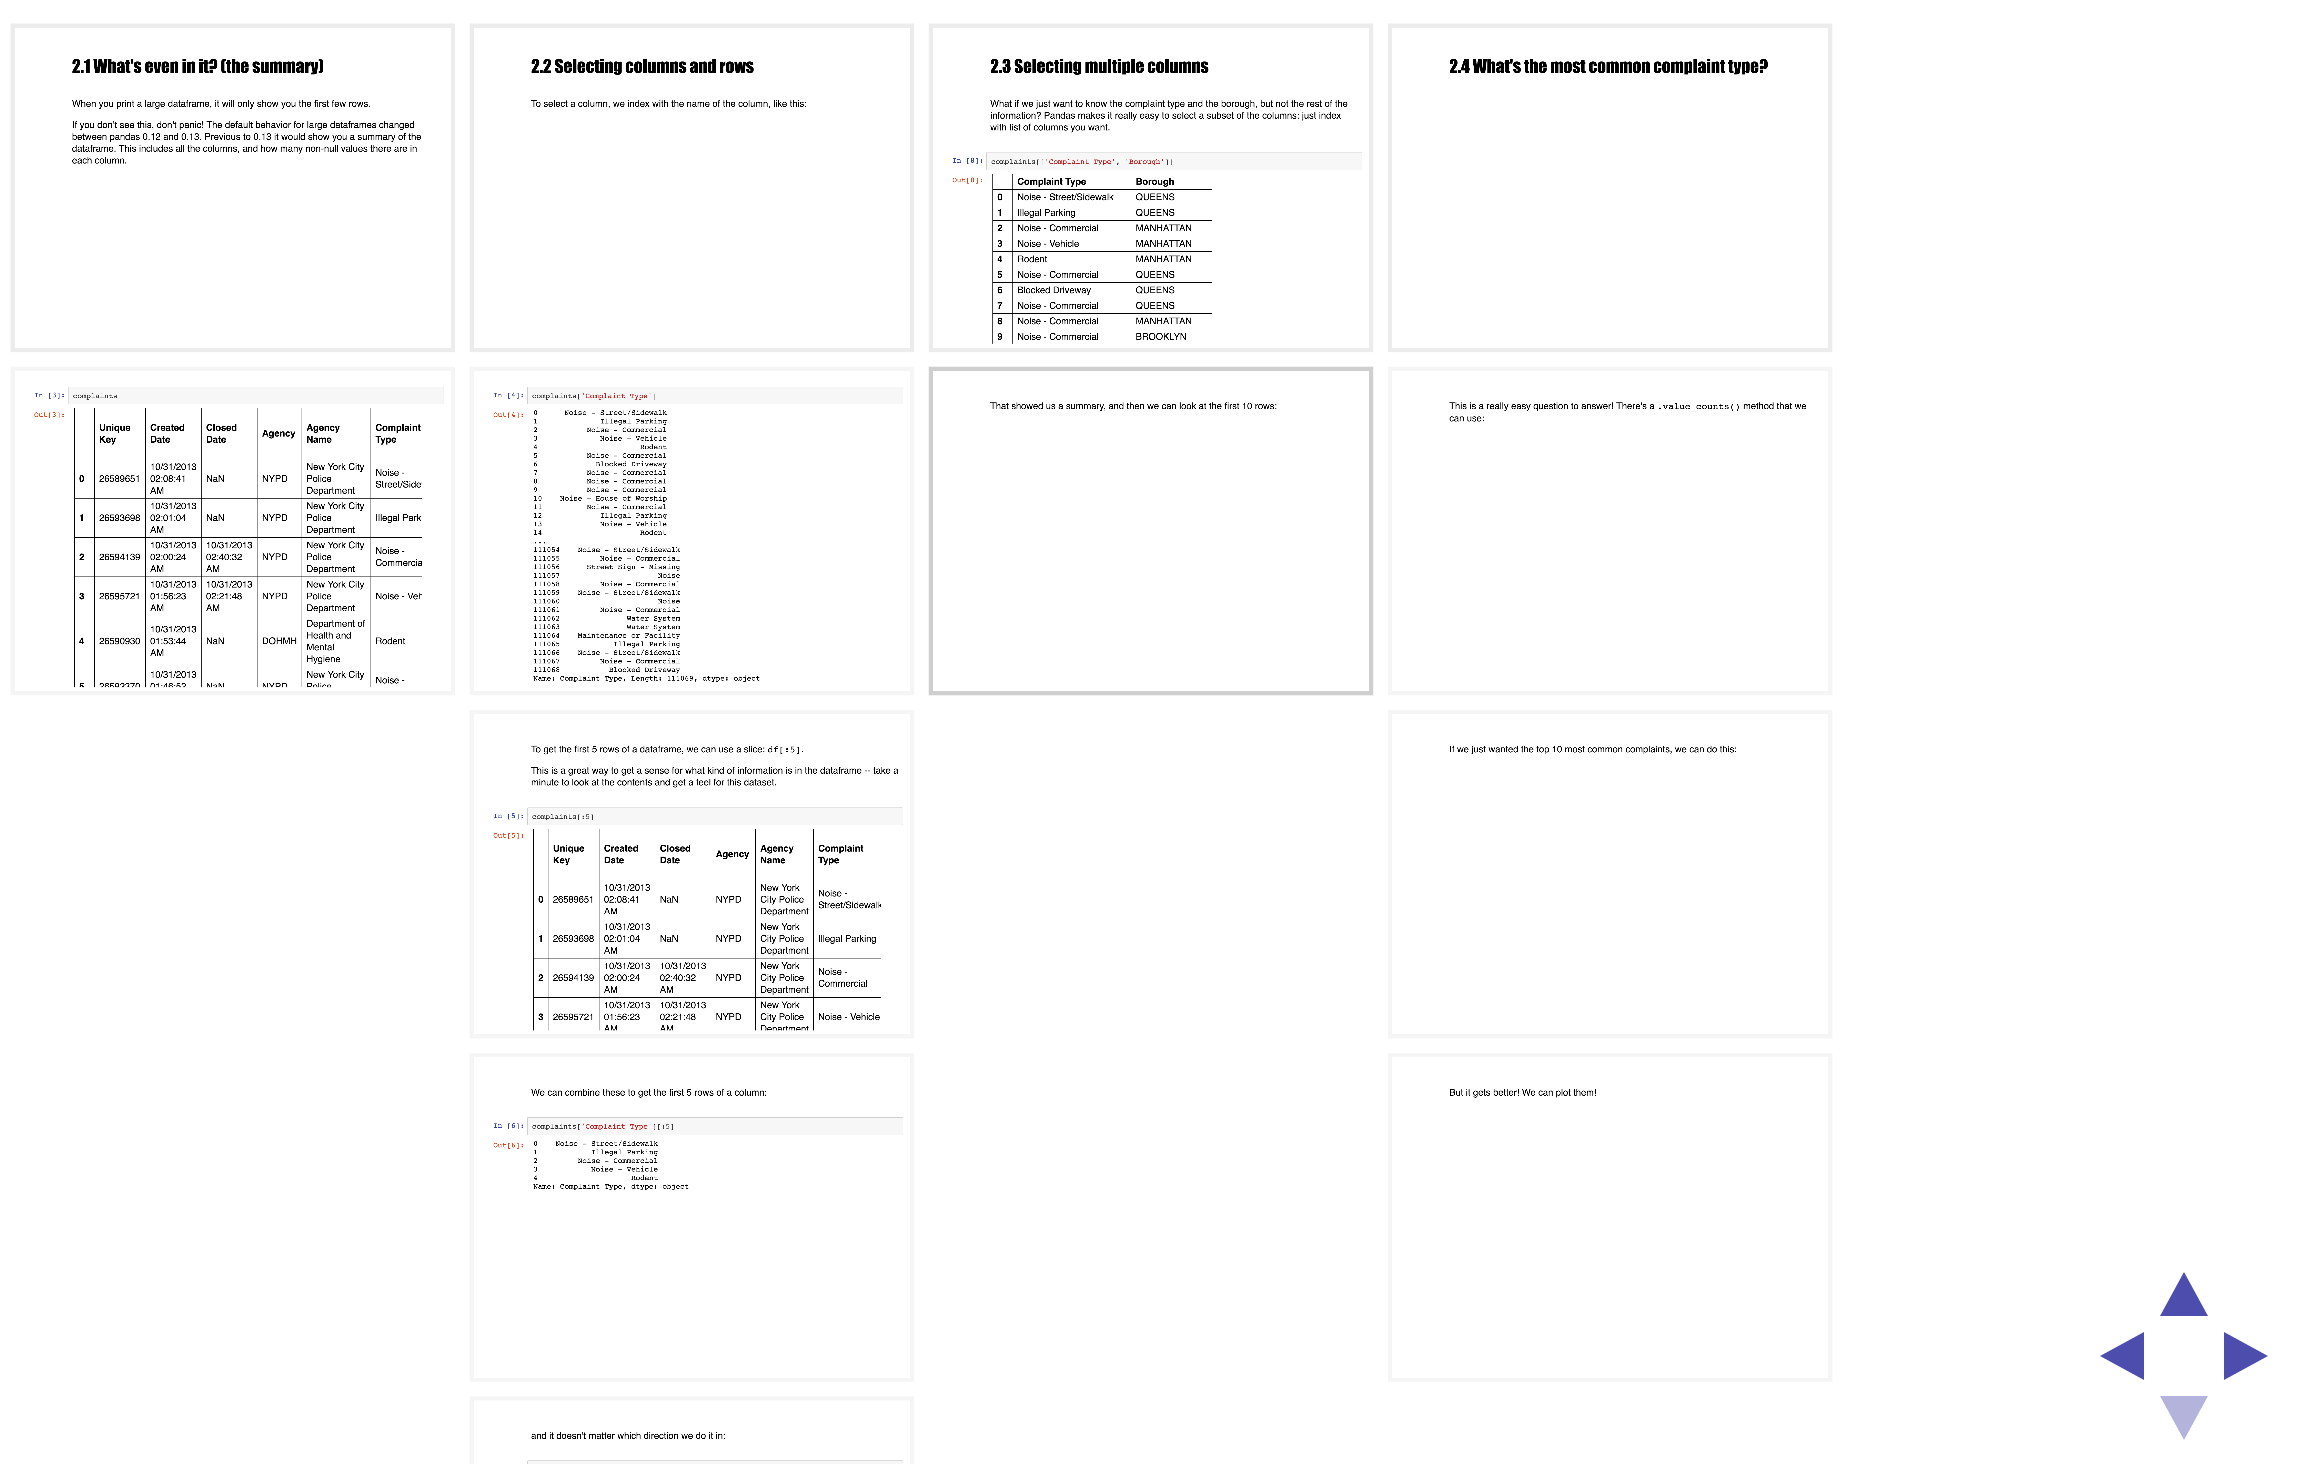 2.1 What's even in it? (the summary)
When you print a large dataframe, it will only show you the first few rows.
If you don't see this, don't panic! The default behavior for large dataframes changed
between pandas 0.12 and 0.13. Previous to 0.13 it would show you a summary of the
dataframe. This includes all the columns, and how many non-null values there are in
each column.
2.2 Selecting columns and rows
To select a column, we index with the name of the column, like this:
2.3 Selecting multiple columns
What if we just want to know the complaint type and the borough, but not the rest of the
information? Pandas makes it really easy to select a subset of the columns: just index
with list of columns you want.
In [8]: complaints[['Complaint Type', 'Borough']]
Out[8]:
Complaint Type Borough
0 Noise - Street/Sidewalk QUEENS
1 Illegal Parking QUEENS
2 Noise - Commercial MANHATTAN
3 Noise - Vehicle MANHATTAN
4 Rodent MANHATTAN
5 Noise - Commercial QUEENS
6 Blocked Driveway QUEENS
7 Noise - Commercial QUEENS
8 Noise - Commercial MANHATTAN
9 Noise - Commercial BROOKLYN
2.4 What's the most common complaint type?
In [3]: complaints
Out[3]:
Unique Key Created Date Closed Date Agency Agency Name Complaint Type
0 26589651 10/31/2013 02:08:41 AM NaN NYPD New York City Police Department Noise - Street/Side
1 26593698 10/31/2013 02:01:04 AM NaN NYPD New York City Police Department Illegal Park
2 26594139 10/31/2013 02:00:24 AM 10/31/2013 02:40:32 AM NYPD New York City Police Department Noise - Commercia
3 26595721 10/31/2013 01:56:23 AM 10/31/2013 02:21:48 AM NYPD New York City Police Department Noise - Veh
4 26590930 10/31/2013 01:53:44 AM NaN DOHMH Department of Health and Mental Hygiene Rodent
5 10/31/2013 NaN NYPD New York City Police Noise -
In [4]: complaints['Complaint Type']
Out[4]:
0 Noise - Street/Sidewalk
1 Illegal Parking
2 Noise - Commercial
3 Noise - Vehicle
4 Rodent
5 Noise - Commercial
6 Blocked Driveway
7 Noise - Commercial
8 Noise - Commercial
9 Noise - Commercial
10 Noise - House of Worship
11 Noise - Commercial
12 Illegal Parking
13 Noise - Vehicle
14 Rodent
...
111054 Noise - Street/Sidewalk
111055 Noise - Commercial
111056 Street Sign - Missing
111057 Noise
111058 Noise - Commercial
111059 Noise - Street/Sidewalk
111060 Noise
111061 Noise - Commercial
111062 Water System
111063 Water System
111064 Maintenance or Facility
111065 Illegal Parking
111066 Noise - Street/Sidewalk
111067 Noise - Commercial
111068 Blocked Driveway
Name: Complaint Type, Length: 111069, dtype: object
That showed us a summary, and then we can look at the first 10 rows:
This is a really easy question to answer! There's a .value_counts() method that we
can use:
To get the first 5 rows of a dataframe, we can use a slice: df[:5].
This is a great way to get a sense for what kind of information is in the dataframe -- take a
minute to look at the contents and get a feel for this dataset.
In [5]: complaints[:5]
Out[5]:
Unique Key Created Date Closed Date Agency Agency Name Complaint Type
0 26589651 10/31/2013 02:08:41 AM NaN NYPD New York City Police Department Noise - Street/Sidewalk
1 26593698 10/31/2013 02:01:04 AM NaN NYPD New York City Police Department Illegal Parking
2 26594139 10/31/2013 02:00:24 AM 10/31/2013 02:40:32 AM NYPD New York City Police Department Noise - Commercial
3 26595721 10/31/2013 01:56:23 AM 10/31/2013 02:21:48 AM NYPD New York City Police Department Noise - Vehicle
If we just wanted the top 10 most common complaints, we can do this:
We can combine these to get the first 5 rows of a column:
In [6]: complaints['Complaint Type'][:5]
Out[6]:
0 Noise - Street/Sidewalk
1 Illegal Parking
2 Noise - Commercial
3 Noise - Vehicle
4 Rodent
Name: Complaint Type, dtype: object
But it gets better! We can plot them!
and it doesn't matter which direction we do it in: